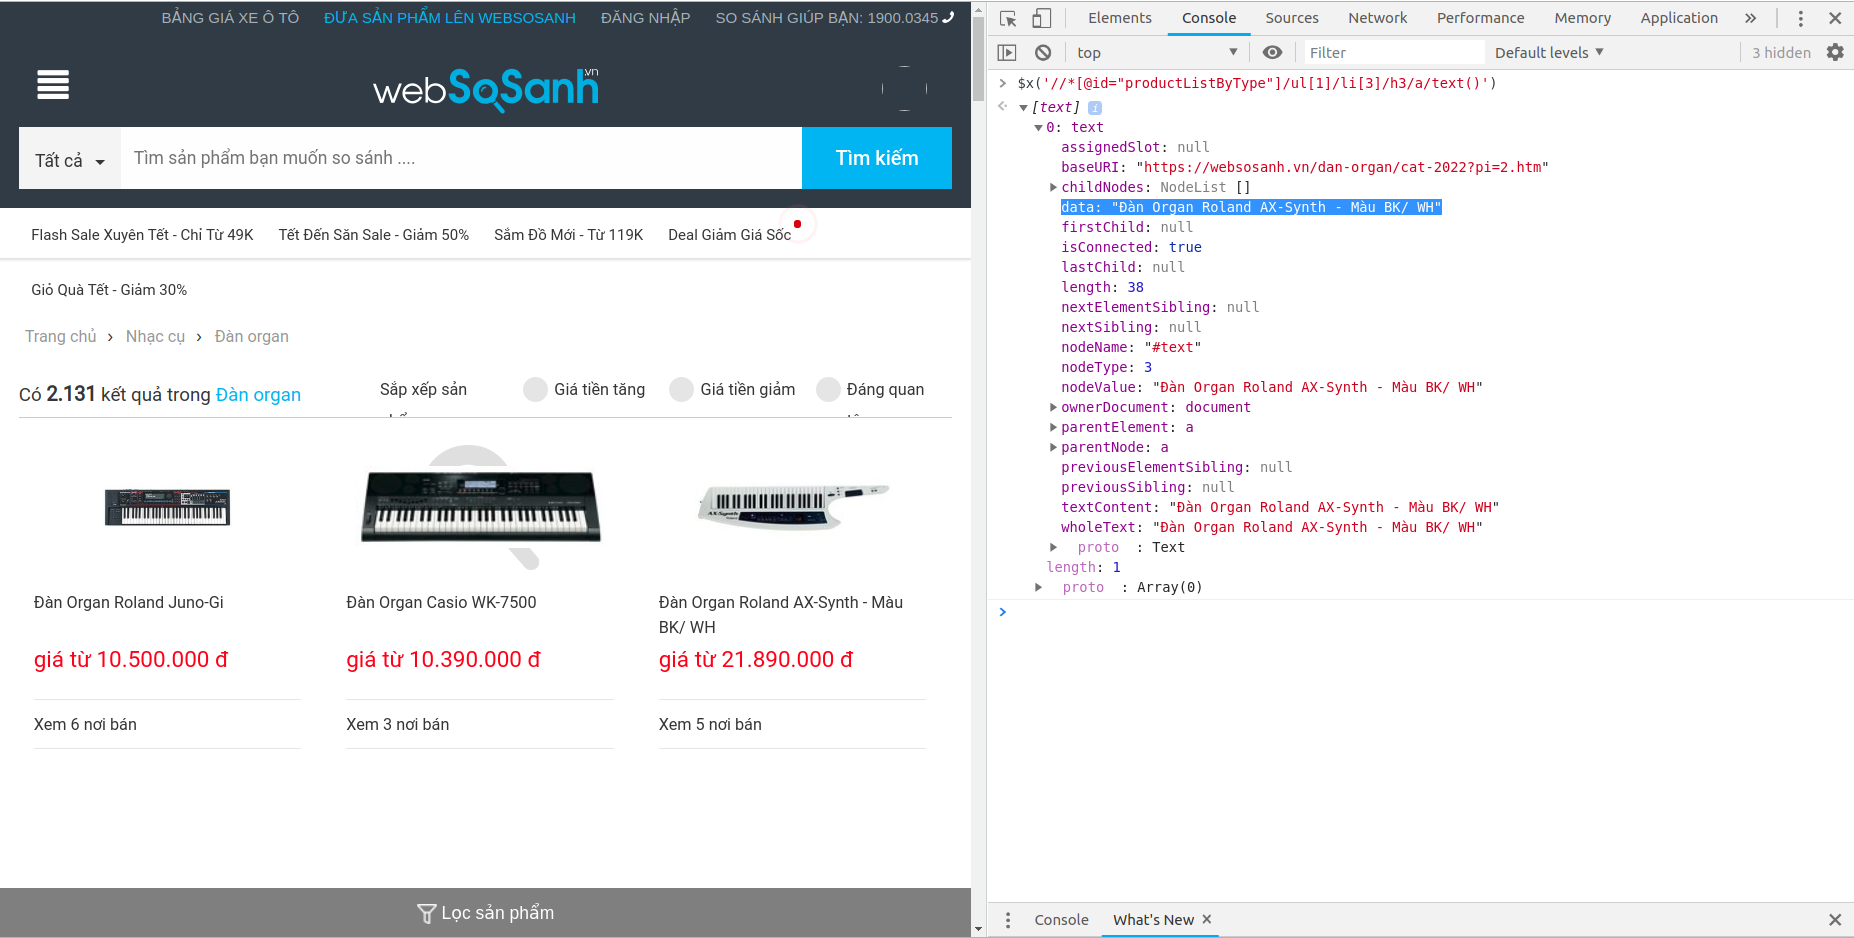 BẢNG GIÁ XE Ô TÔ ĐƯA SẢN PHẨM LÊN WEBSOSANH ĐĂNG NHẬP SO SÁNH GIÚP BẠN: 1900.0345
webSoSanh.vn
Tất cả Tìm sản phẩm bạn muốn so sánh .... Tìm kiếm
Flash Sale Xuyên Tết - Chỉ Từ 49K Tết Đến Săn Sale - Giảm 50% Sắm Đồ Mới - Từ 119K Deal Giảm Giá Sốc
Giỏ Quà Tết - Giảm 30%
Trang chủ › Nhạc cụ › Đàn organ
Có 2.131 kết quả trong Đàn organ Sắp xếp sản Giá tiền tăng Giá tiền giảm Đáng quan
AX-Synth
Đàn Organ Roland Juno-Gi
giá từ 10.500.000 đ
Xem 6 nơi bán
Đàn Organ Casio WK-7500
giá từ 10.390.000 đ
Xem 3 nơi bán
Đàn Organ Roland AX-Synth - Màu
BK/ WH
giá từ 21.890.000 đ
Xem 5 nơi bán
Lọc sản phẩm
Elements Console Sources Network Performance Memory Application »
top Filter Default levels 3 hidden
> $x('//*[@id="productListByType"]/ul[1]/li[3]/h3/a/text()')
[text] i
0: text
assignedSlot: null
baseURI: "https://websosanh.vn/dan-organ/cat-2022?pi=2.htm"
childNodes: NodeList []
data: "Đàn Organ Roland AX-Synth - Màu BK/ WH"
firstChild: null
isConnected: true
lastChild: null
length: 38
nextElementSibling: null
nextSibling: null
nodeName: "#text"
nodeType: 3
nodeValue: "Đàn Organ Roland AX-Synth - Màu BK/ WH"
ownerDocument: document
parentElement: a
parentNode: a
previousElementSibling: null
previousSibling: null
textContent: "Đàn Organ Roland AX-Synth - Màu BK/ WH"
wholeText: "Đàn Organ Roland AX-Synth - Màu BK/ WH"
proto : Text
length: 1
proto : Array(0)
>
Console What's New ×